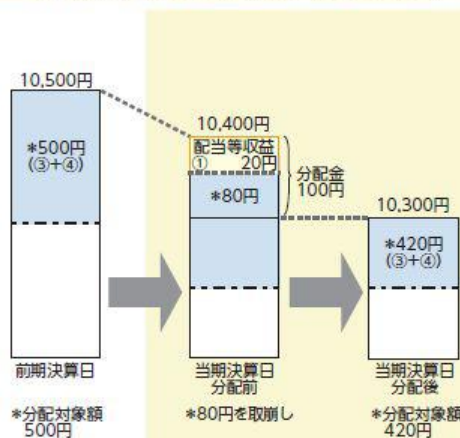 10,500円
*500円
(③+④)
前期決算日
*分配対象額
500円
10,400円
配当等収益
① 20円
*80円
分配金
100円
当期決算日
分配前
*80円を取崩し
10,300円
*420円
(③+④)
当期決算日
分配後
*分配対象額
420円